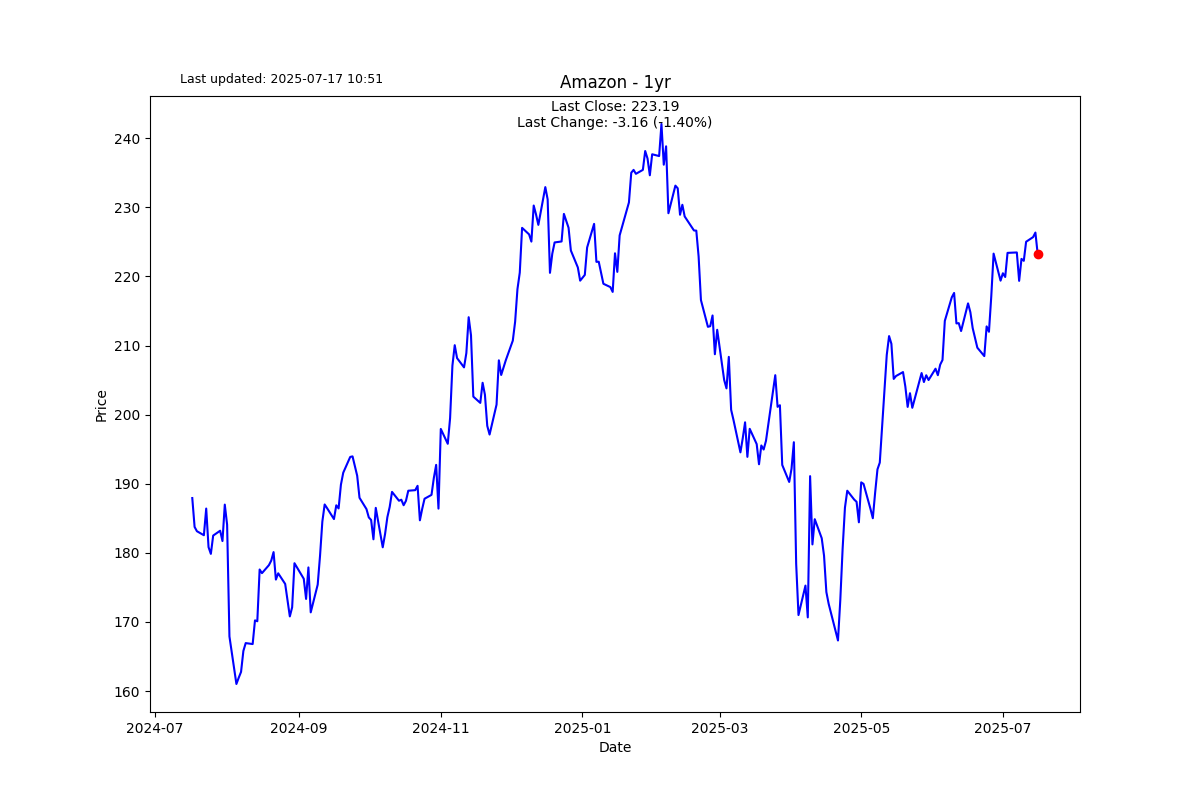 Last updated: 2025-07-17 10:51
Amazon - 1yr
Last Close: 223.19
Last Change: -3.16 (-1.40%)
240
230
220
210
200
190
180
170
160
Price
2024-07 2024-09 2024-11 2025-01 2025-03 2025-05 2025-07
Date